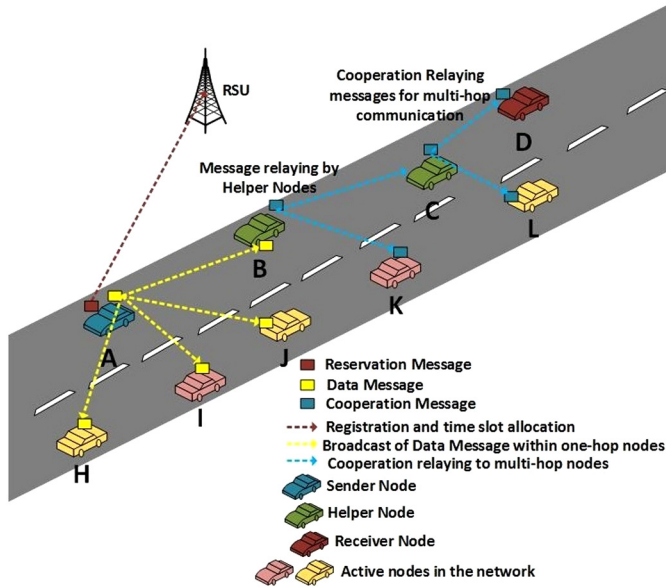 RSU
Cooperation Relaying
messages for multi-hop
communication
D
Message relaying by
Helper Nodes
C
L
B
K
A
J
I
H
Reservation Message
Data Message
Cooperation Message
Registration and time slot allocation
Broadcast of Data Message within one-hop nodes
Cooperation relaying to multi-hop nodes
Sender Node
Helper Node
Receiver Node
Active nodes in the network